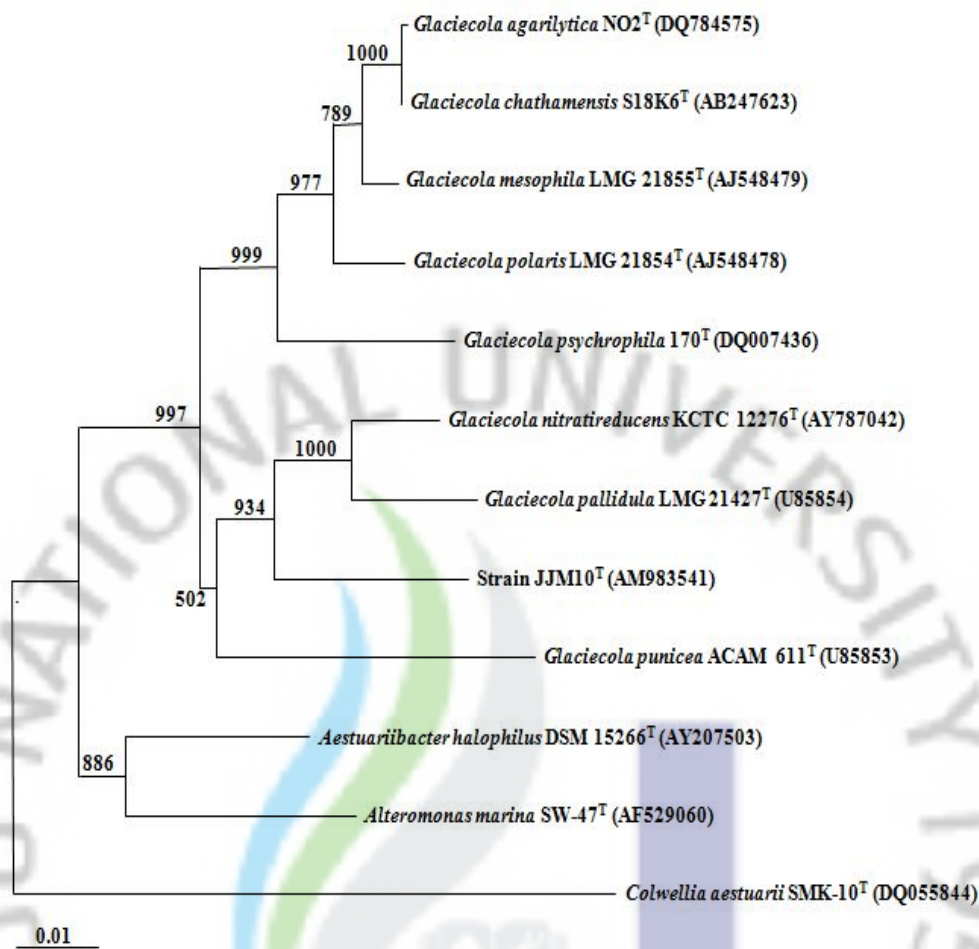 Glaciecola agarilytica NO2ᵀ (DQ784575)
1000
Glaciecola chathamensis S18K6ᵀ (AB247623)
789
Glaciecola mesophila LMG 21855ᵀ (AJ548479)
977
999
Glaciecola polaris LMG 21854ᵀ (AJ548478)
Glaciecola psychrophila 170ᵀ (DQ007436)
997
Glaciecola nitratireducens KCTC 12276ᵀ (AY787042)
1000
Glaciecola pallidula LMG 21427ᵀ (U85854)
934
Strain JJM10ᵀ (AM983541)
502
Glaciecola punicea ACAM 611ᵀ (U85853)
Aestuariibacter halophilus DSM 15266ᵀ (AY207503)
886
Alteromonas marina SW-47ᵀ (AF529060)
Colwellia aestuarii SMK-10ᵀ (DQ055844)
0.01
NATIONAL UNIVERSITY